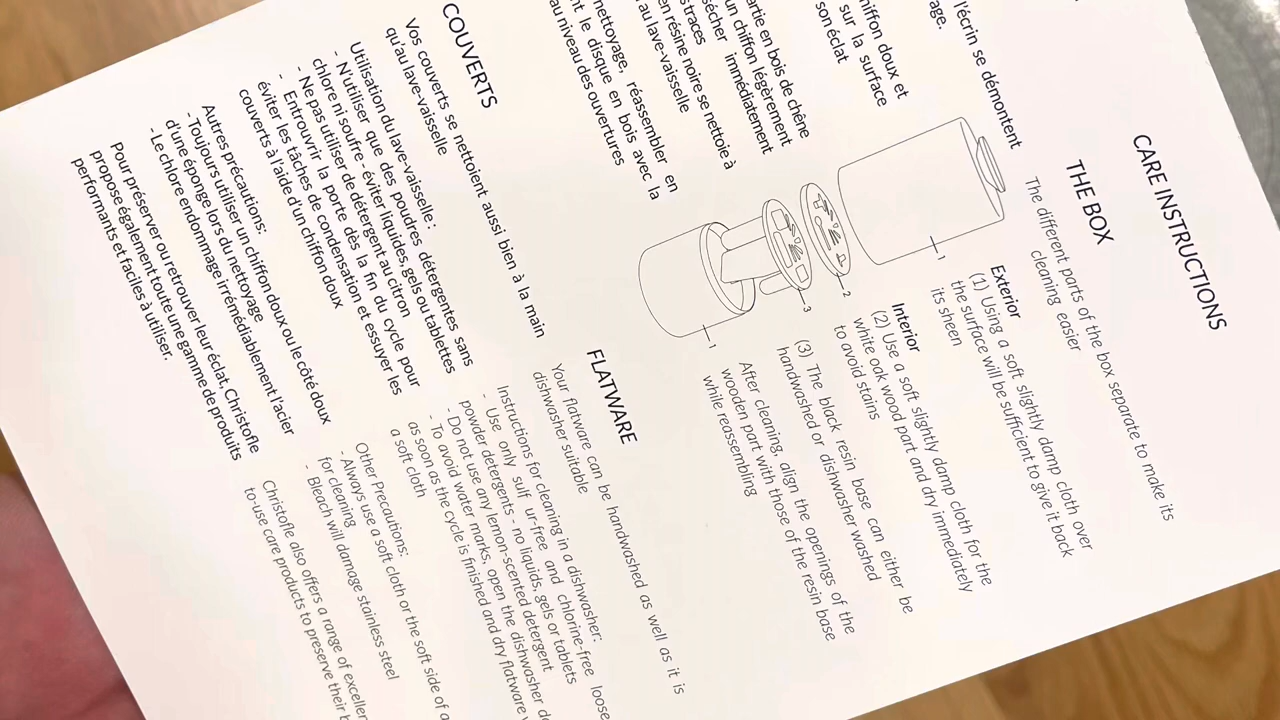 l'écrin se démontent
age.
chiffon doux et
sur la surface
son éclat
artie en bois de chêne
un chiffon légèrement
sécher immédiatement
traces
en résine noire se nettoie à
au lave-vaisselle
nettoyage, réassembler en
nt le disque en bois avec la
au niveau des ouvertures
COUVERTS
Vos couverts se nettoient aussi bien à la main
qu'au lave-vaisselle
Utilisation du lave-vaisselle :
- N'utiliser que des poudres détergentes sans
chlore ni soufre - éviter liquides, gels ou tablettes
- Ne pas utiliser de détergent au citron
- Entrouvrir la porte dès la fin du cycle pour
éviter les tâches de condensation et essuyer les
couverts à l'aide d'un chiffon doux
Autres précautions:
- Toujours utiliser un chiffon doux ou le côté doux
d'une éponge lors du nettoyage
- Le chlore endommage irrémédiablement l'acier
Pour préserver ou retrouver leur éclat, Christofle
propose également toute une gamme de produits
performants et faciles à utiliser.
1
2
3
1
CARE INSTRUCTIONS
THE BOX
The different parts of the box separate to make its
cleaning easier
Exterior
(1) Using a soft slightly damp cloth over
the surface will be sufficient to give it back
its sheen
Interior
(2) Use a soft slightly damp cloth for the
white oak wood part and dry immediately
to avoid stains
(3) The black resin base can either be
handwashed or dishwasher washed
After cleaning, align the openings of the
wooden part with those of the resin base
while reassembling
FLATWARE
Your flatware can be handwashed as well as it is
dishwasher suitable
Instructions for cleaning in a dishwasher:
- Use only sulf ur-free and chlorine-free loose
powder detergents - no liquids, gels or tablets
- Do not use any lemon-scented detergent
- To avoid water marks, open the dishwasher
as soon as the cycle is finished and dry flatware
a soft cloth
Other Precautions:
- Always use a soft cloth or the soft side of a
for cleaning
- Bleach will damage stainless steel
Christofle also offers a range of excellen
to-use care products to preserve their